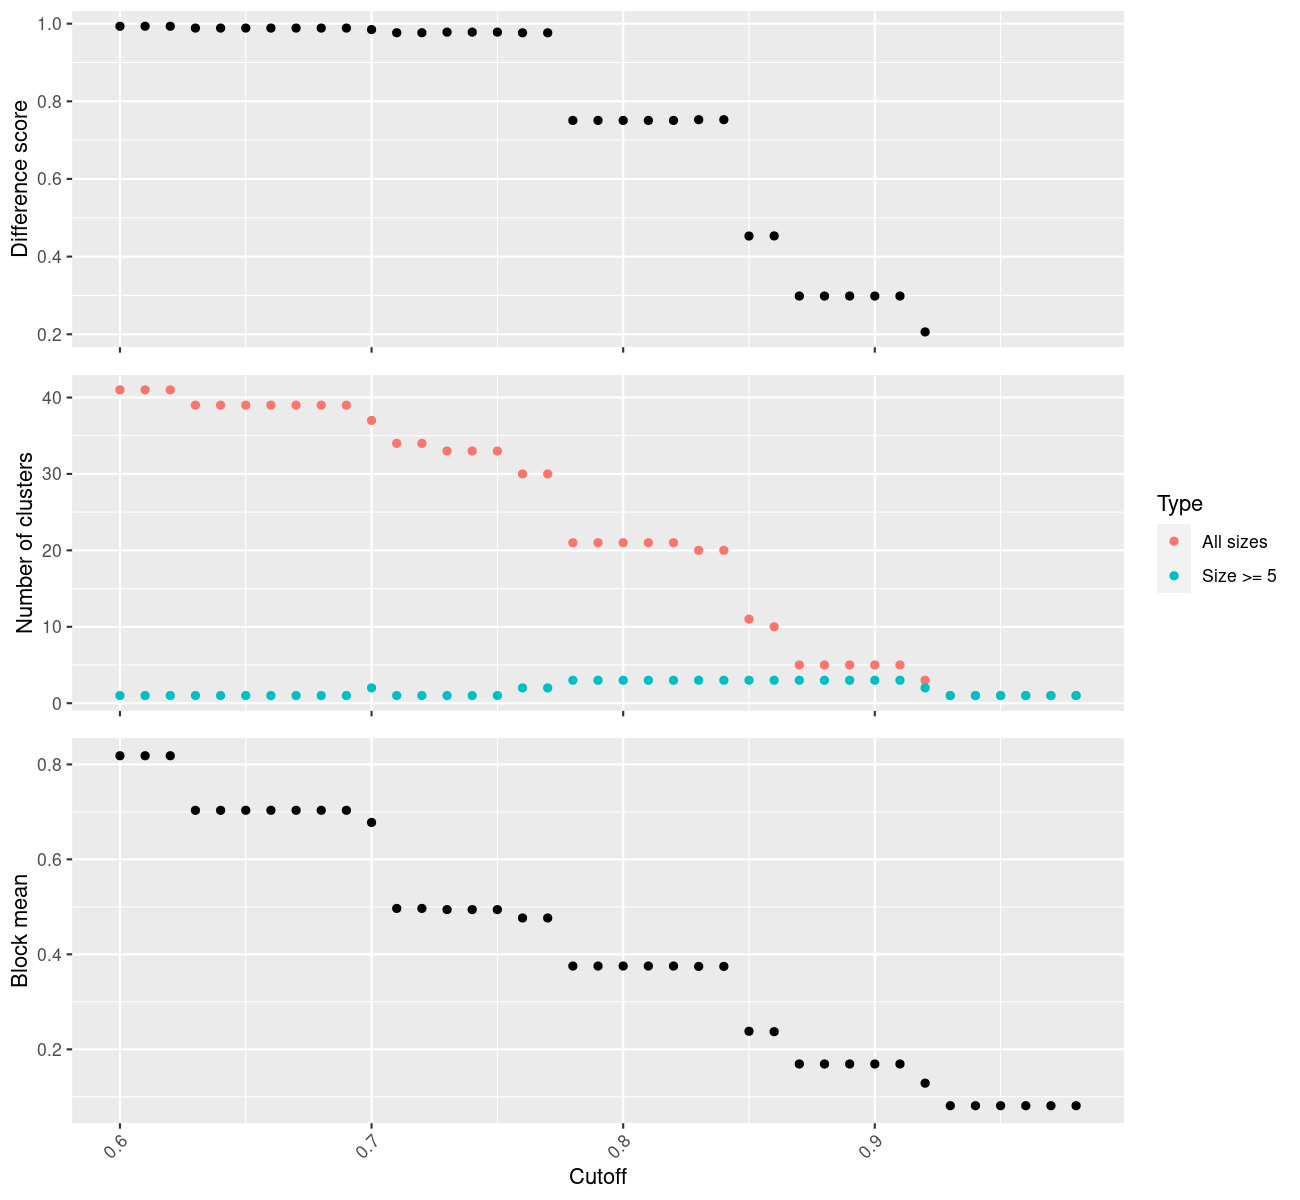 Difference score
1.0
0.8
0.6
0.4
0.2
Number of clusters
40
30
20
10
0
Type
All sizes
Size >= 5
Block mean
0.8
0.6
0.4
0.2
0.6
0.7
0.8
0.9
Cutoff